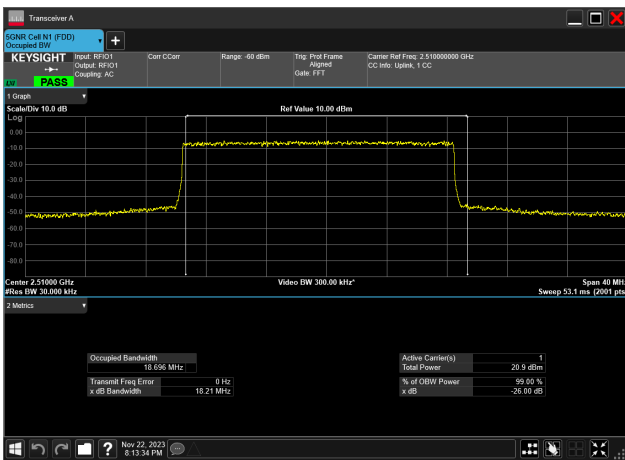 Transceiver A
5GNR Cell N1 (FDD)
Occupied BW
KEYSIGHT
LXI
PASS
Input: RFIO1
Output: RFIO1
Coupling: AC
Corr CCorr
Range: -60 dBm
Trig: Prot Frame
Aligned
Gate: FFT
Carrier Ref Freq: 2.510000000 GHz
CC Info: Uplink, 1 CC
1 Graph
Scale/Div 10.0 dB
Ref Value 10.00 dBm
Log
0.00
-10.0
-20.0
-30.0
-40.0
-50.0
-60.0
-70.0
-80.0
Center 2.51000 GHz
Video BW 300.00 kHz*
Span 40 MHz
#Res BW 30.000 kHz
Sweep 53.1 ms (2001 pts
2 Metrics
Occupied Bandwidth
18.696 MHz
Active Carrier(s) 1
Total Power 20.9 dBm
Transmit Freq Error 0 Hz
x dB Bandwidth 18.21 MHz
% of OBW Power 99.00 %
x dB -26.00 dB
?
Nov 22, 2023
8:13:34 PM